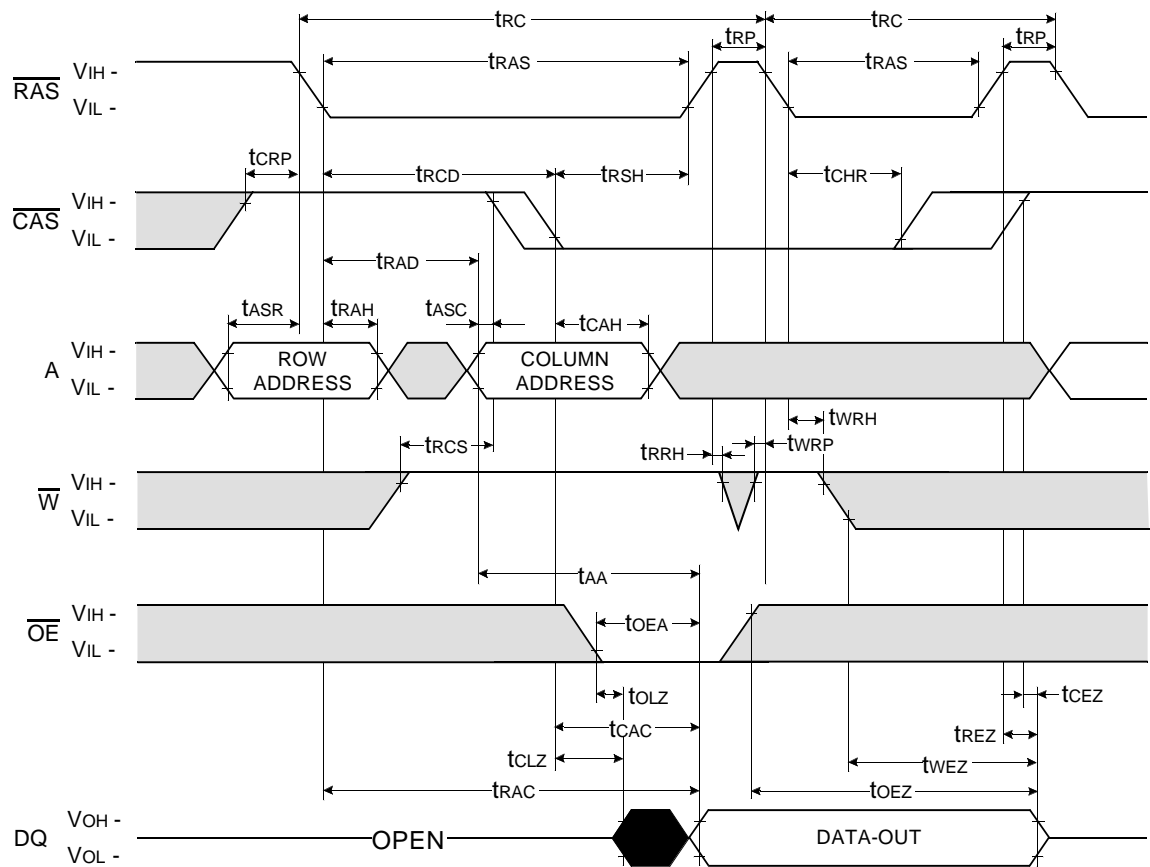 tRC tRC
tRP tRP
tRAS tRAS
RAS VIH -
VIL -
tCRP tRCD tRSH tCHR
CAS VIH -
VIL -
tRAD
tASR tRAH tASC tCAH
A VIH -
VIL -
ROW
ADDRESS
COLUMN
ADDRESS
tWRH
tRCS tRRH tWRP
W VIH -
VIL -
tAA
OE VIH -
VIL -
tOEA
tOLZ tCEZ
tCAC
tREZ
tCLZ tWEZ
tRAC tOEZ
DQ VOH -
VOL -
OPEN DATA-OUT